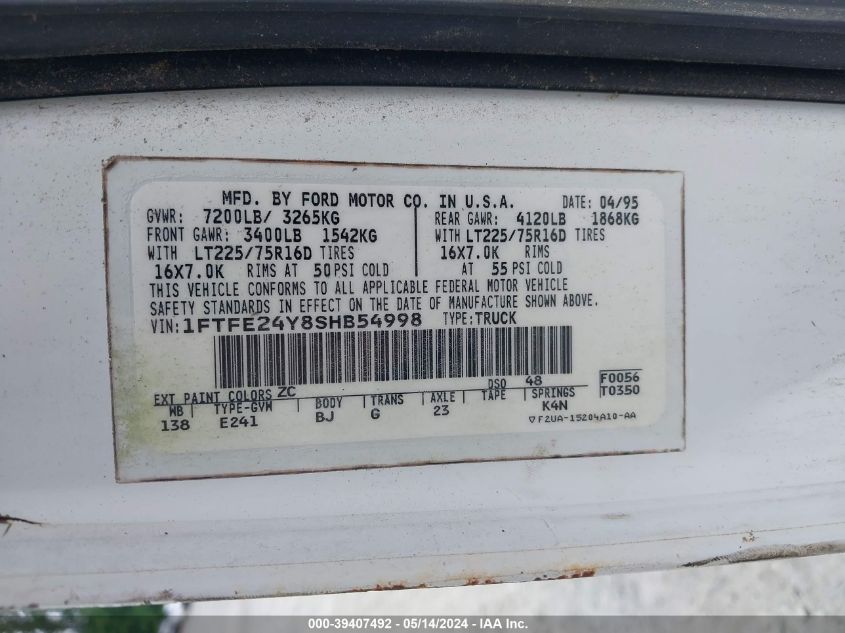 MFD. BY FORD MOTOR CO. IN U.S.A. DATE: 04/95
GVWR: 7200LB/ 3265KG REAR GAWR: 4120LB 1868KG
FRONT GAWR: 3400LB 1542KG WITH LT225/75R16D TIRES
WITH LT225/75R16D TIRES 16X7.0K RIMS
16X7.0K RIMS AT 50 PSI COLD AT 55 PSI COLD
THIS VEHICLE CONFORMS TO ALL APPLICABLE FEDERAL MOTOR VEHICLE
SAFETY STANDARDS IN EFFECT ON THE DATE OF MANUFACTURE SHOWN ABOVE.
VIN: 1FTFE24Y8SHB54998 TYPE: TRUCK
EXT PAINT COLORS ZC DSO 48 F0056
WB TYPE-GVM BODY TRANS AXLE TAPE SPRINGS T0350
138 E241 BJ G 23 K4N
F2UA-15204A10-AA
000-39407492 - 05/14/2024 - IAA Inc.